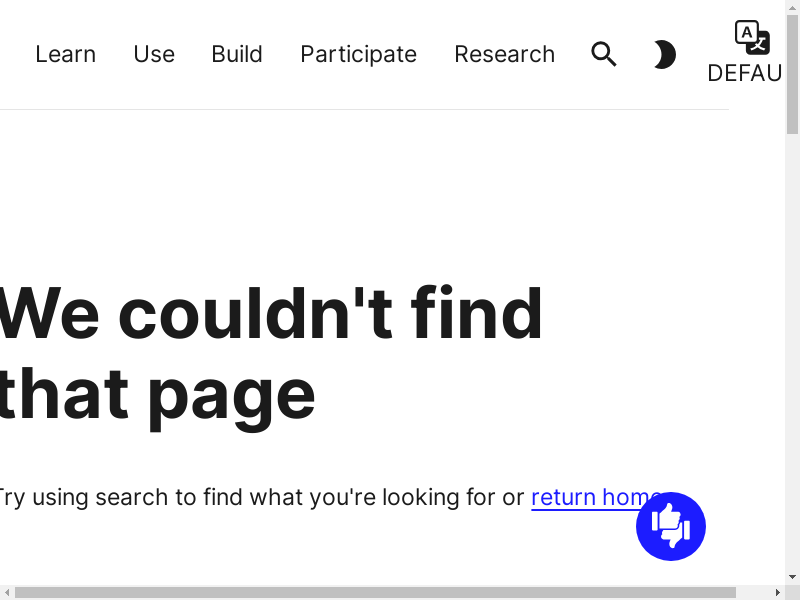 Learn Use Build Participate Research
DEFAU
We couldn't find
that page
Try using search to find what you're looking for or return home